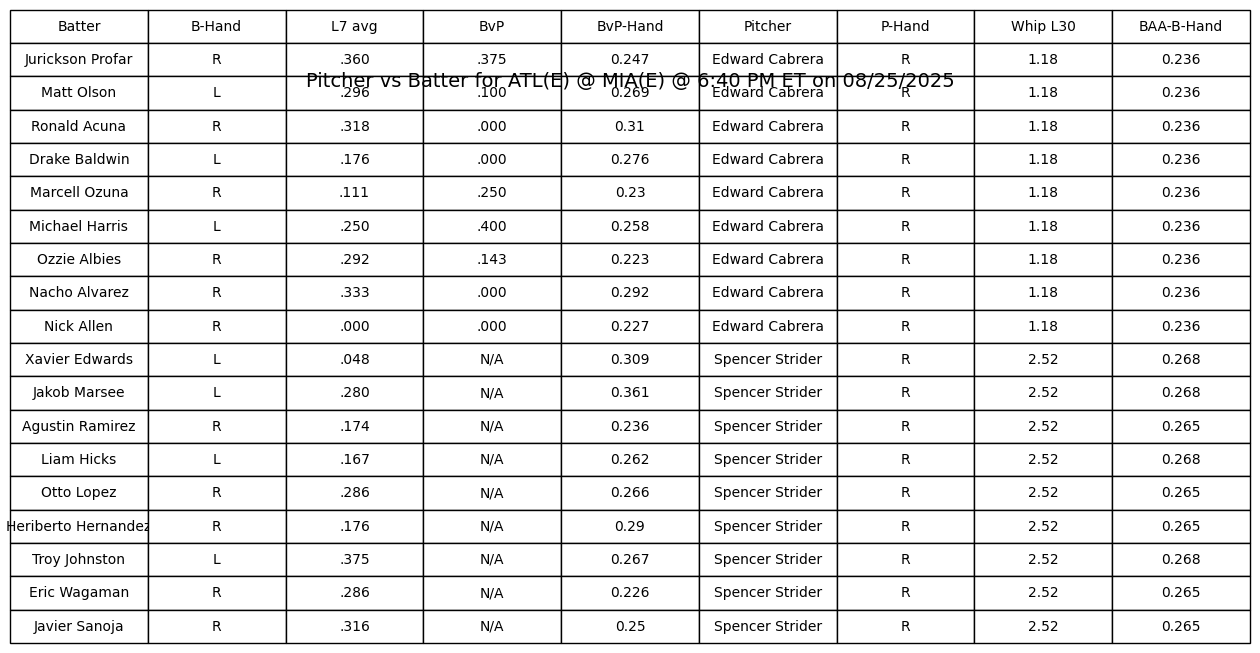 Batter B-Hand L7 avg BvP BvP-Hand Pitcher P-Hand Whip L30 BAA-B-Hand
Jurickson Profar R .360 .375 0.247 Edward Cabrera R 1.18 0.236
Pitcher vs Batter for ATL(E) @ MIA(E) @ 6:40 PM ET on 08/25/2025
Matt Olson L .296 .100 0.269 Edward Cabrera R 1.18 0.236
Ronald Acuna R .318 .000 0.31 Edward Cabrera R 1.18 0.236
Drake Baldwin L .176 .000 0.276 Edward Cabrera R 1.18 0.236
Marcell Ozuna R .111 .250 0.23 Edward Cabrera R 1.18 0.236
Michael Harris L .250 .400 0.258 Edward Cabrera R 1.18 0.236
Ozzie Albies R .292 .143 0.223 Edward Cabrera R 1.18 0.236
Nacho Alvarez R .333 .000 0.292 Edward Cabrera R 1.18 0.236
Nick Allen R .000 .000 0.227 Edward Cabrera R 1.18 0.236
Xavier Edwards L .048 N/A 0.309 Spencer Strider R 2.52 0.268
Jakob Marsee L .280 N/A 0.361 Spencer Strider R 2.52 0.268
Agustin Ramirez R .174 N/A 0.236 Spencer Strider R 2.52 0.265
Liam Hicks L .167 N/A 0.262 Spencer Strider R 2.52 0.268
Otto Lopez R .286 N/A 0.266 Spencer Strider R 2.52 0.265
Heriberto Hernandez R .176 N/A 0.29 Spencer Strider R 2.52 0.265
Troy Johnston L .375 N/A 0.267 Spencer Strider R 2.52 0.268
Eric Wagaman R .286 N/A 0.226 Spencer Strider R 2.52 0.265
Javier Sanoja R .316 N/A 0.25 Spencer Strider R 2.52 0.265